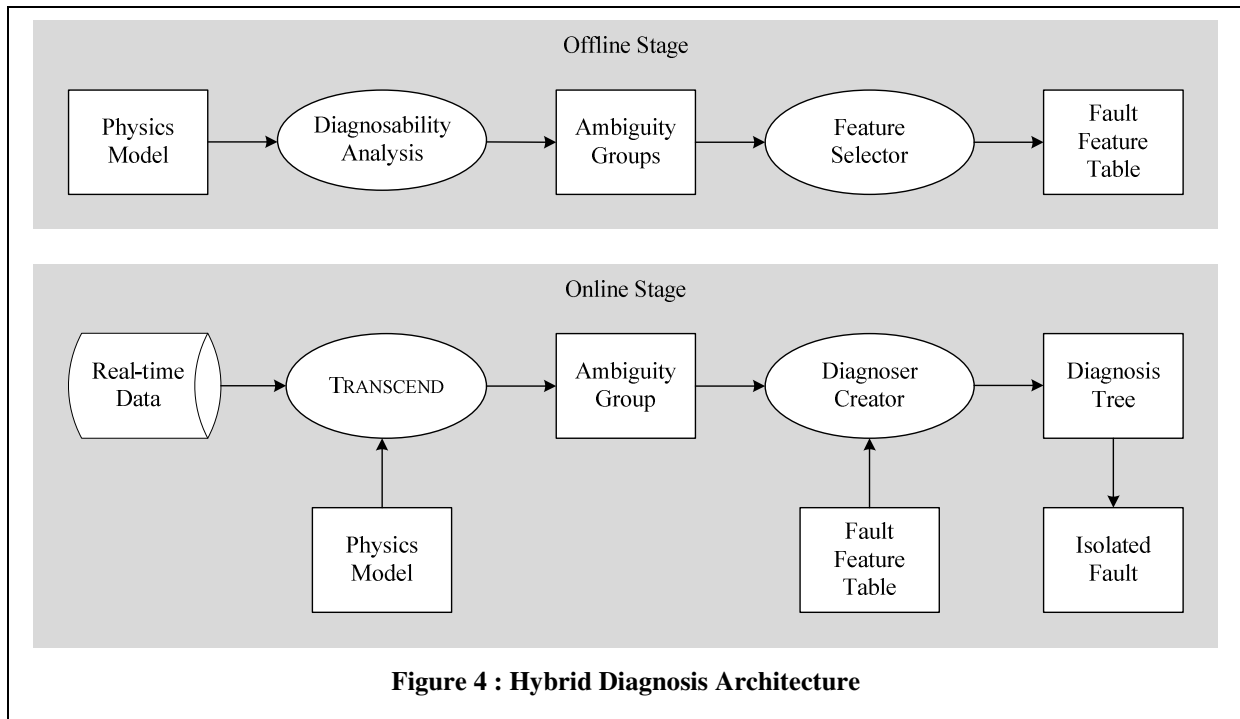 Offline Stage
Physics
Model
Diagnosability
Analysis
Ambiguity
Groups
Feature
Selector
Fault
Feature
Table
Online Stage
Real-time
Data
TRANSCEND
Ambiguity
Group
Diagnoser
Creator
Diagnosis
Tree
Physics
Model
Fault
Feature
Table
Isolated
Fault
Figure 4 : Hybrid Diagnosis Architecture